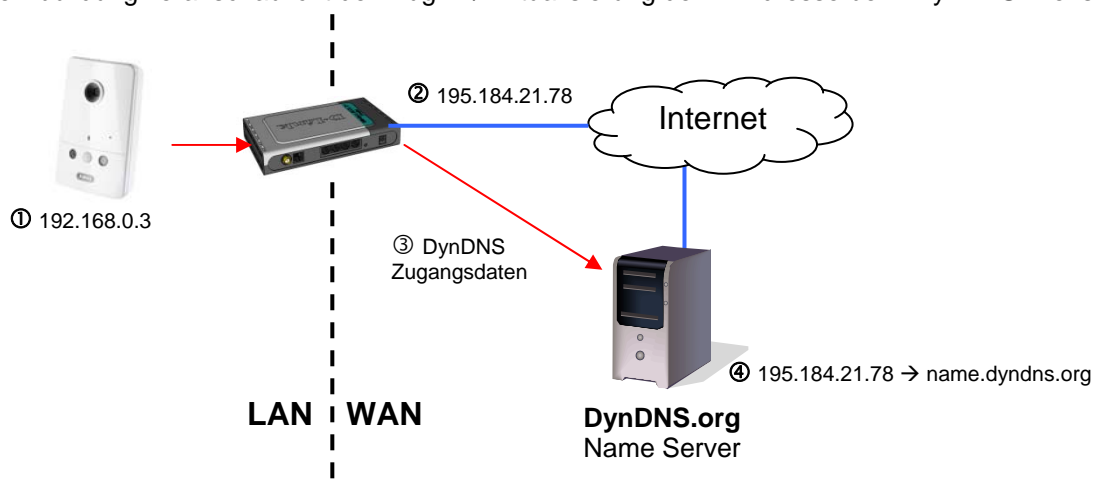 ② 195.184.21.78
Internet
① 192.168.0.3
③ DynDNS
Zugangsdaten
④ 195.184.21.78 → name.dyndns.org
LAN WAN
DynDNS.org
Name Server
D-Link